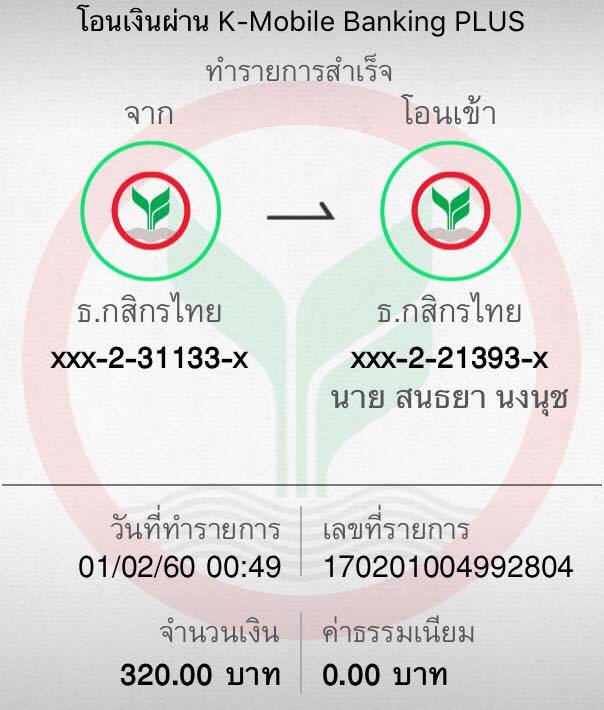 โอนเงินผ่าน K-Mobile Banking PLUS
ทำรายการสำเร็จ
จาก
โอนเข้า
ธ.กสิกรไทย
ธ.กสิกรไทย
xxx-2-31133-x
xxx-2-21393-x
นาย สนธยา นงนุช
วันที่ทำรายการ
เลขที่รายการ
01/02/60 00:49
170201004992804
จำนวนเงิน
ค่าธรรมเนียม
320.00 บาท
0.00 บาท